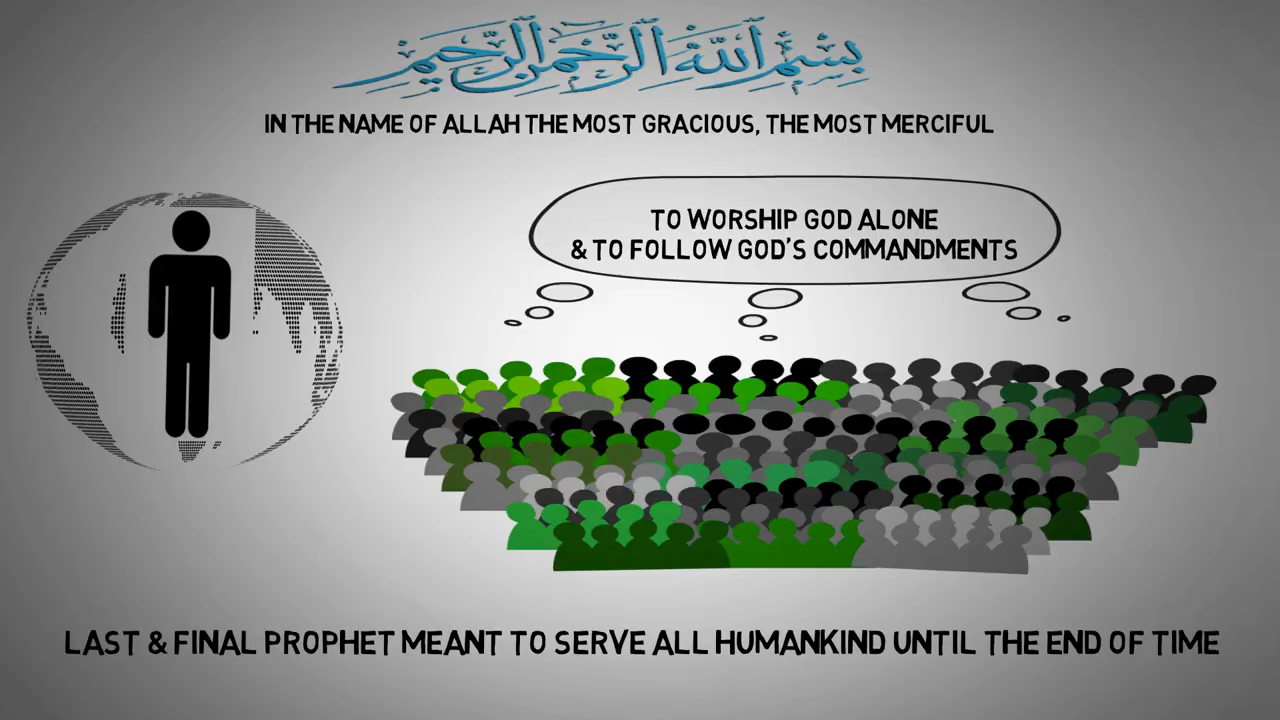 بِسْمِ اللَّهِ الرَّحْمَنِ الرَّحِيمِ
IN THE NAME OF ALLAH THE MOST GRACIOUS, THE MOST MERCIFUL
TO WORSHIP GOD ALONE
& TO FOLLOW GOD'S COMMANDMENTS
LAST & FINAL PROPHET MEANT TO SERVE ALL HUMANKIND UNTIL THE END OF TIME